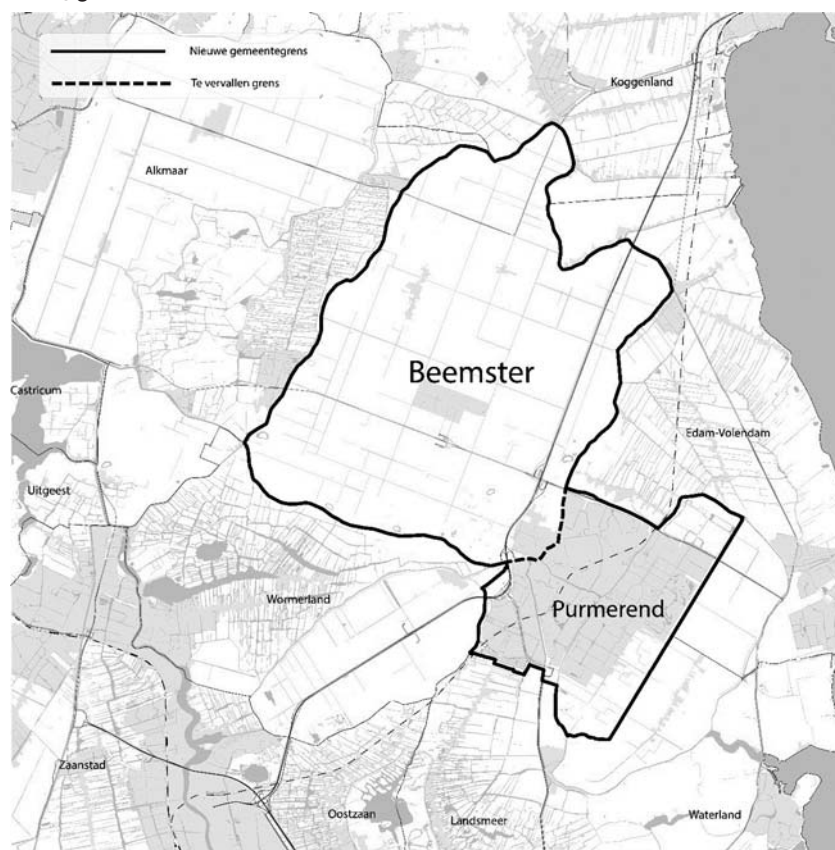 Nieuwe gemeentegrens
Te vervallen grens
Koggenland
Alkmaar
Beemster
Castricum
Edam-Volendam
Uitgeest
Wormerland
Purmerend
Zaanstad
Oostzaan
Landsmeer
Waterland